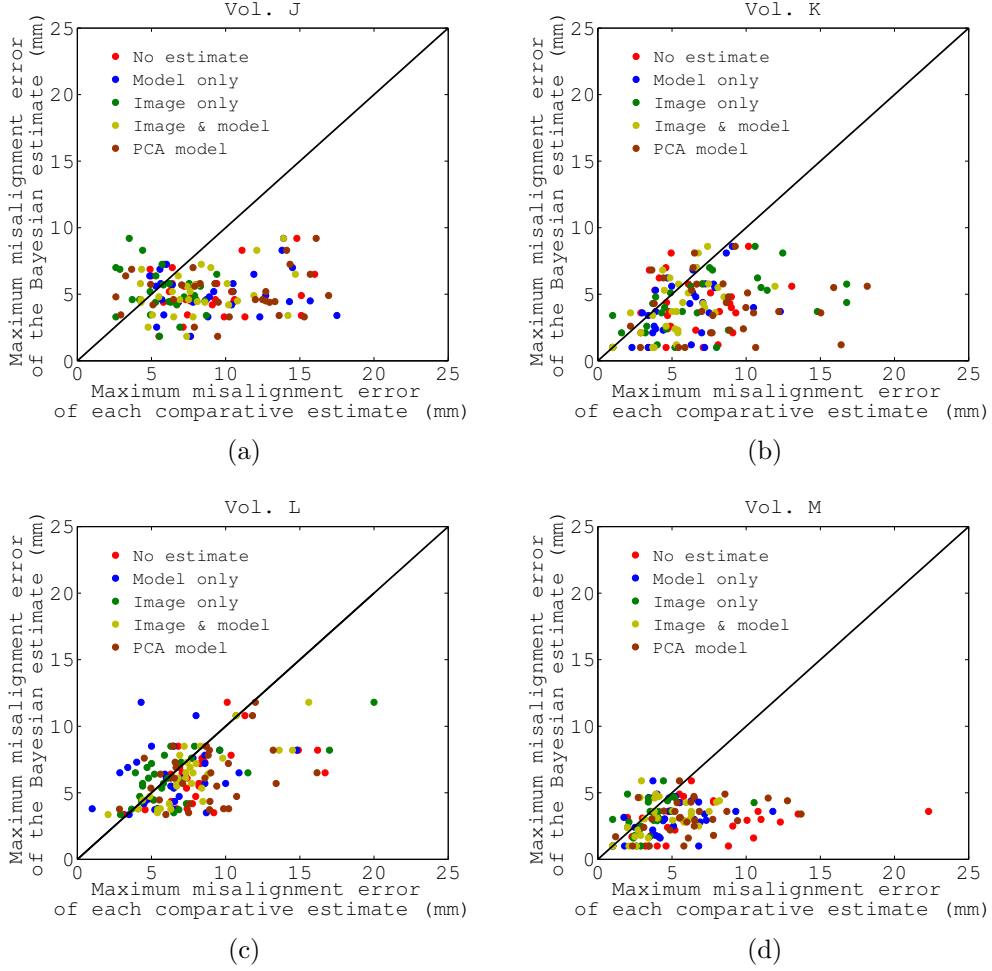 Vol. J
Maximum misalignment error
of the Bayesian estimate (mm)
25
20
15
10
5
0
No estimate
Model only
Image only
Image & model
PCA model
0 5 10 15 20 25
Maximum misalignment error
of each comparative estimate (mm)
(a)
Vol. K
Maximum misalignment error
of the Bayesian estimate (mm)
25
20
15
10
5
0
No estimate
Model only
Image only
Image & model
PCA model
0 5 10 15 20 25
Maximum misalignment error
of each comparative estimate (mm)
(b)
Vol. L
Maximum misalignment error
of the Bayesian estimate (mm)
25
20
15
10
5
0
No estimate
Model only
Image only
Image & model
PCA model
0 5 10 15 20 25
Maximum misalignment error
of each comparative estimate (mm)
(c)
Vol. M
Maximum misalignment error
of the Bayesian estimate (mm)
25
20
15
10
5
0
No estimate
Model only
Image only
Image & model
PCA model
0 5 10 15 20 25
Maximum misalignment error
of each comparative estimate (mm)
(d)